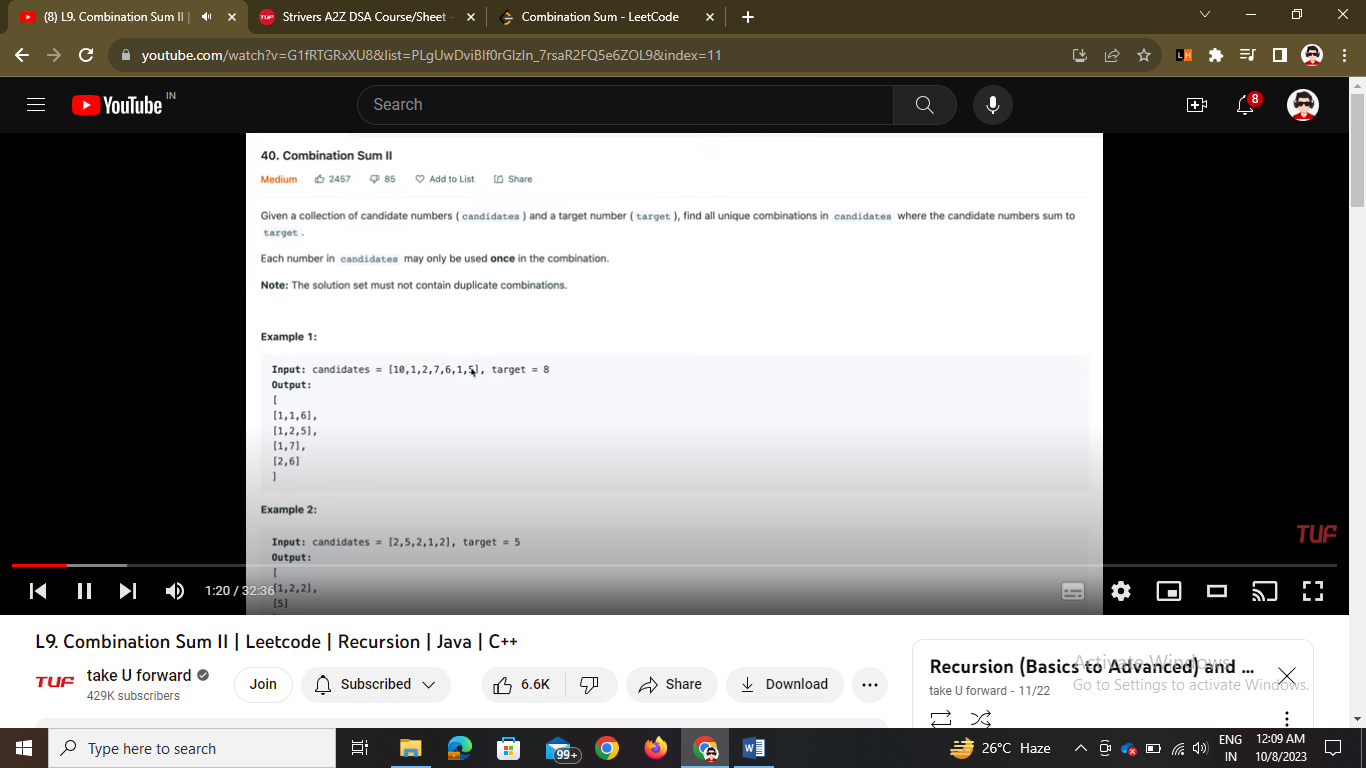 (8) L9. Combination Sum II |
Strivers A2Z DSA Course/Sheet -
Combination Sum - LeetCode
youtube.com/watch?v=G1fRTGRxXU8&list=PLgUwDviBIf0rGlzIn_7rsaR2FQ5e6ZOL9&index=11
YouTube IN
Search
8
40. Combination Sum II
Medium 2457 85 Add to List Share
Given a collection of candidate numbers ( candidates ) and a target number ( target ), find all unique combinations in candidates where the candidate numbers sum to
target .
Each number in candidates may only be used once in the combination.
Note: The solution set must not contain duplicate combinations.
Example 1:
Input: candidates = [10,1,2,7,6,1,5], target = 8
Output:
[
[1,1,6],
[1,2,5],
[1,7],
[2,6]
]
Example 2:
Input: candidates = [2,5,2,1,2], target = 5
Output:
[
[1,2,2],
[5]
TUF
1:20 / 32:36
L9. Combination Sum II | Leetcode | Recursion | Java | C++
TUF
take U forward
429K subscribers
Join
Subscribed
6.6K
Share
Download
Recursion (Basics to Advanced) and ...
take U forward - 11/22
Activate Windows
Go to Settings to activate Windows.
Type here to search
99+
26°C Haze
ENG
IN
12:09 AM
10/8/2023